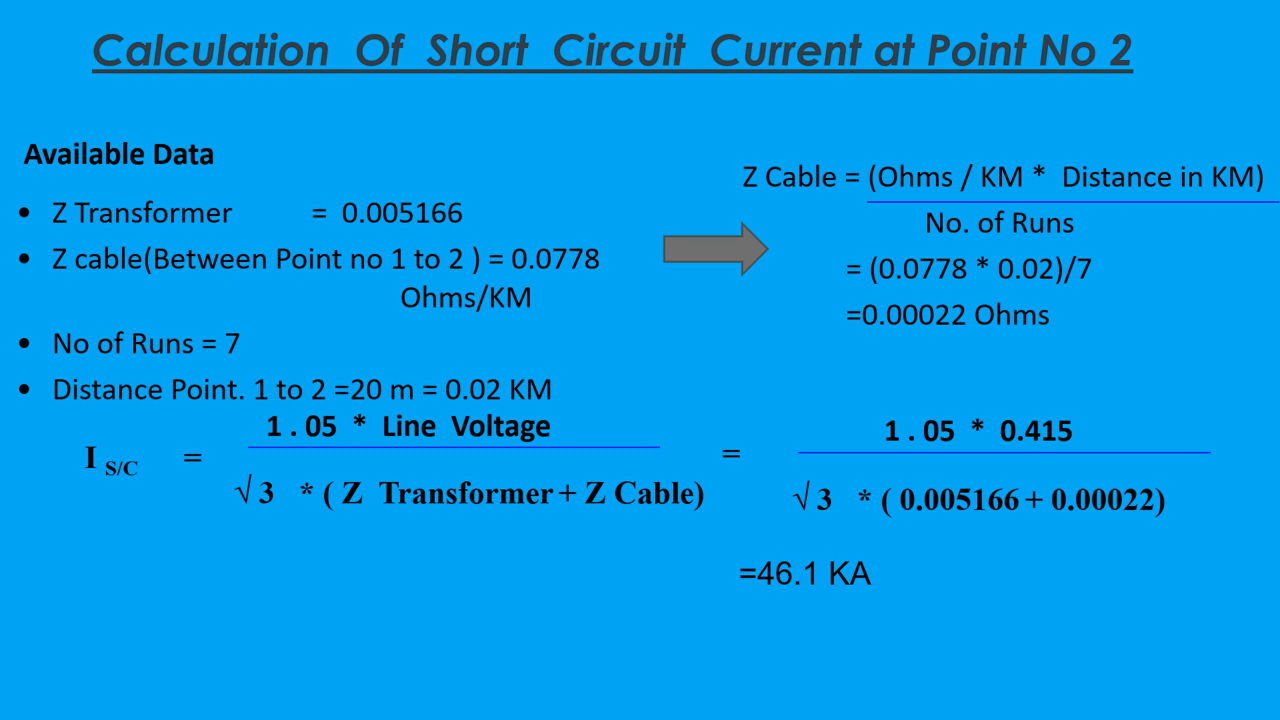 Calculation Of Short Circuit Current at Point No 2
Available Data
• Z Transformer = 0.005166
• Z cable(Between Point no 1 to 2 ) = 0.0778
Ohms/KM
• No of Runs = 7
• Distance Point. 1 to 2 =20 m = 0.02 KM
Z Cable = (Ohms / KM * Distance in KM)
No. of Runs
= (0.0778 * 0.02)/7
=0.00022 Ohms
1 . 05 * Line Voltage
I S/C =
√ 3 * ( Z Transformer + Z Cable)
=
1 . 05 * 0.415
√ 3 * ( 0.005166 + 0.00022)
=46.1 KA